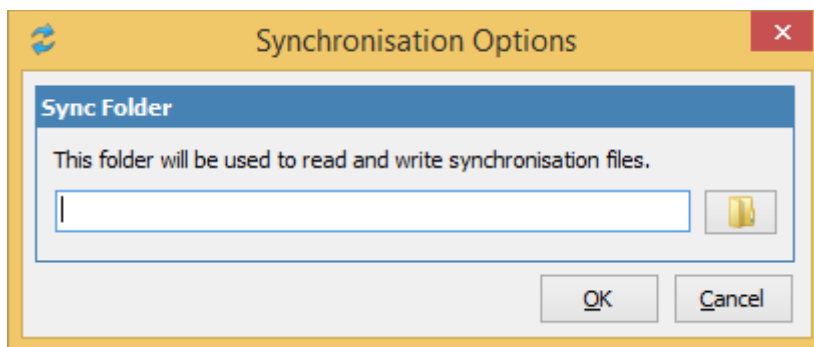 Synchronisation Options
Sync Folder
This folder will be used to read and write synchronisation files.
OK Cancel